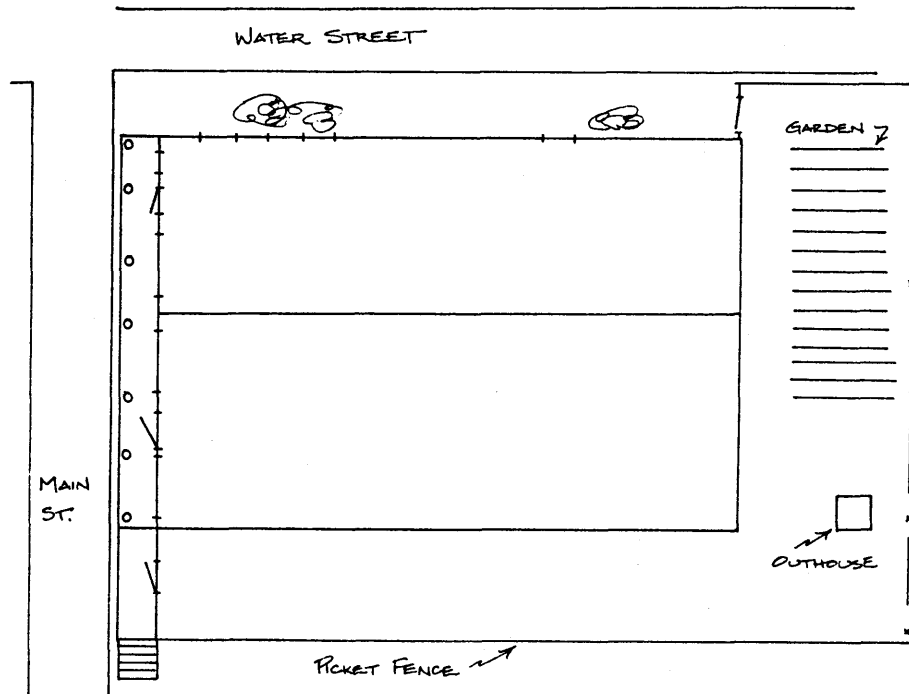 WATER STREET
GARDEN
MAIN
ST.
OUTHOUSE
PICKET FENCE